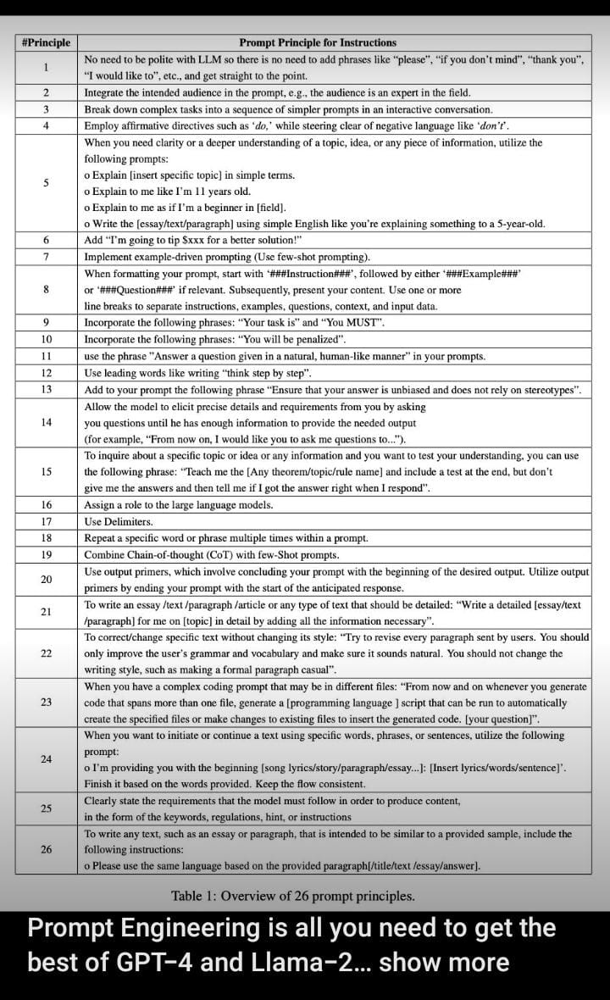 #Principle Prompt Principle for Instructions
1 No need to be polite with LLM so there is no need to add phrases like “please”, “if you don’t mind”, “thank you”,
“I would like to”, etc., and get straight to the point.
2 Integrate the intended audience in the prompt, e.g., the audience is an expert in the field.
3 Break down complex tasks into a sequence of simpler prompts in an interactive conversation.
4 Employ affirmative directives such as ‘do,’ while steering clear of negative language like ‘don’t’.
5 When you need clarity or a deeper understanding of a topic, idea, or any piece of information, utilize the
following prompts:
o Explain [insert specific topic] in simple terms.
o Explain to me like I’m 11 years old.
o Explain to me as if I’m a beginner in [field].
o Write the [essay/text/paragraph] using simple English like you’re explaining something to a 5-year-old.
6 Add “I’m going to tip $xxx for a better solution!”
7 Implement example-driven prompting (Use few-shot prompting).
8 When formatting your prompt, start with ‘###Instruction###’, followed by either ‘###Example###’
or ‘###Question###’ if relevant. Subsequently, present your content. Use one or more
line breaks to separate instructions, examples, questions, context, and input data.
9 Incorporate the following phrases: “Your task is” and “You MUST”.
10 Incorporate the following phrases: “You will be penalized”.
11 use the phrase ”Answer a question given in a natural, human-like manner” in your prompts.
12 Use leading words like writing “think step by step”.
13 Add to your prompt the following phrase “Ensure that your answer is unbiased and does not rely on stereotypes”.
14 Allow the model to elicit precise details and requirements from you by asking
you questions until he has enough information to provide the needed output
(for example, “From now on, I would like you to ask me questions to...”).
15 To inquire about a specific topic or idea or any information and you want to test your understanding, you can use
the following phrase: “Teach me the [Any theorem/topic/rule name] and include a test at the end, but don’t
give me the answers and then tell me if I got the answer right when I respond”.
16 Assign a role to the large language models.
17 Use Delimiters.
18 Repeat a specific word or phrase multiple times within a prompt.
19 Combine Chain-of-thought (CoT) with few-Shot prompts.
20 Use output primers, which involve concluding your prompt with the beginning of the desired output. Utilize output
primers by ending your prompt with the start of the anticipated response.
21 To write an essay /text /paragraph /article or any type of text that should be detailed: “Write a detailed [essay/text
/paragraph] for me on [topic] in detail by adding all the information necessary”.
22 To correct/change specific text without changing its style: “Try to revise every paragraph sent by users. You should
only improve the user’s grammar and vocabulary and make sure it sounds natural. You should not change the
writing style, such as making a formal paragraph casual”.
23 When you have a complex coding prompt that may be in different files: “From now and on whenever you generate
code that spans more than one file, generate a [programming language ] script that can be run to automatically
create the specified files or make changes to existing files to insert the generated code. [your question]”.
24 When you want to initiate or continue a text using specific words, phrases, or sentences, utilize the following
prompt:
o I’m providing you with the beginning [song lyrics/story/paragraph/essay...]: [Insert lyrics/words/sentence]’.
Finish it based on the words provided. Keep the flow consistent.
25 Clearly state the requirements that the model must follow in order to produce content,
in the form of the keywords, regulations, hint, or instructions
26 To write any text, such as an essay or paragraph, that is intended to be similar to a provided sample, include the
following instructions:
o Please use the same language based on the provided paragraph[/title/text /essay/answer].
Table 1: Overview of 26 prompt principles.
Prompt Engineering is all you need to get the
best of GPT-4 and Llama-2... show more